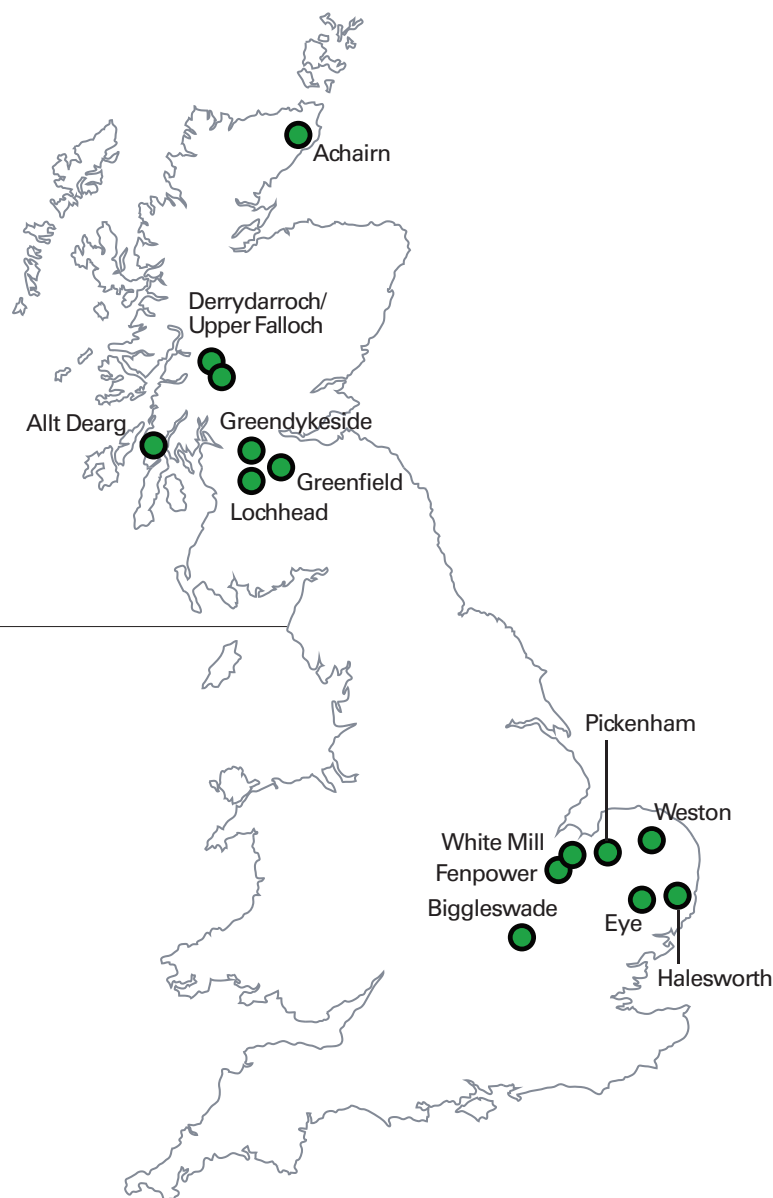 Achairn
Derrydarroch/
Upper Falloch
Allt Dearg
Greendykeside
Greenfield
Lochhead
Pickenham
Weston
White Mill
Fenpower
Biggleswade
Eye
Halesworth